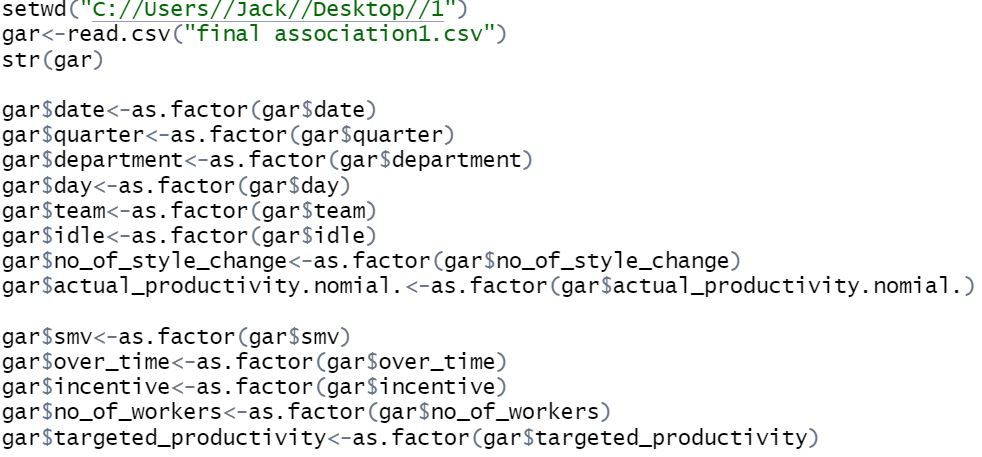 setwd("C://Users//Jack//Desktop//1")
gar<-read.csv("final association1.csv")
str(gar)
gar$date<-as.factor(gar$date)
gar$quarter<-as.factor(gar$quarter)
gar$department<-as.factor(gar$department)
gar$day<-as.factor(gar$day)
gar$team<-as.factor(gar$team)
gar$idle<-as.factor(gar$idle)
gar$no_of_style_change<-as.factor(gar$no_of_style_change)
gar$actual_productivity.nomial.<-as.factor(gar$actual_productivity.nomial.)
gar$smv<-as.factor(gar$smv)
gar$over_time<-as.factor(gar$over_time)
gar$incentive<-as.factor(gar$incentive)
gar$no_of_workers<-as.factor(gar$no_of_workers)
gar$targeted_productivity<-as.factor(gar$targeted_productivity)